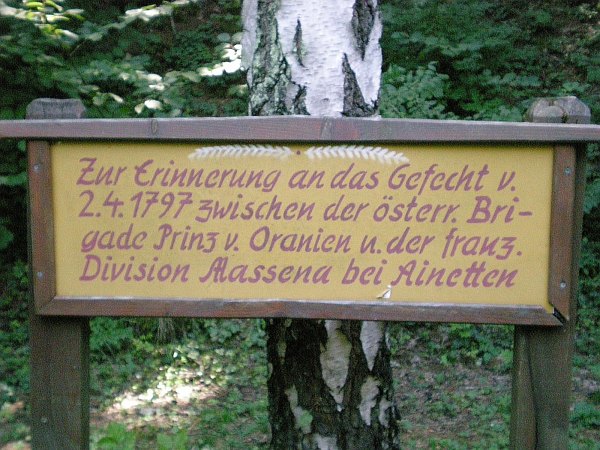 Zur Erinnerung an das Gefecht v.
2.4.1797 zwischen der österr. Bri-
gade Prinz v. Oranien u. der franz.
Division Massena bei Ainetten